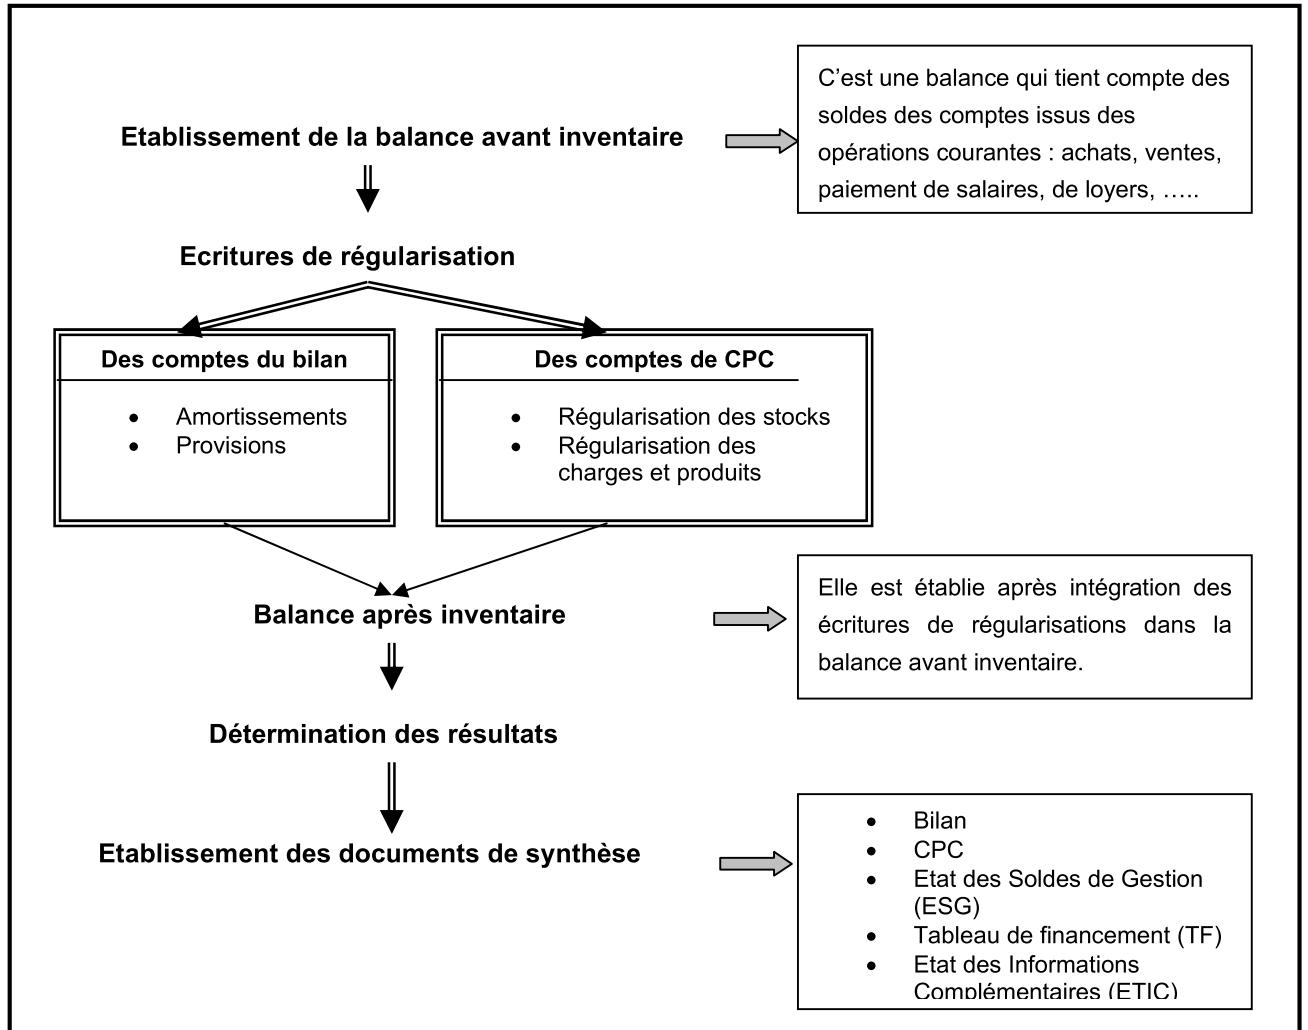 Etablissement de la balance avant inventaire
C’est une balance qui tient compte des
soldes des comptes issus des
opérations courantes : achats, ventes,
paiement de salaires, de loyers, …..
Ecritures de régularisation
Des comptes du bilan
• Amortissements
• Provisions
Des comptes de CPC
• Régularisation des stocks
• Régularisation des
charges et produits
Balance après inventaire
Elle est établie après intégration des
écritures de régularisations dans la
balance avant inventaire.
Détermination des résultats
Etablissement des documents de synthèse
• Bilan
• CPC
• Etat des Soldes de Gestion
(ESG)
• Tableau de financement (TF)
• Etat des Informations
Complémentaires (ETIC)